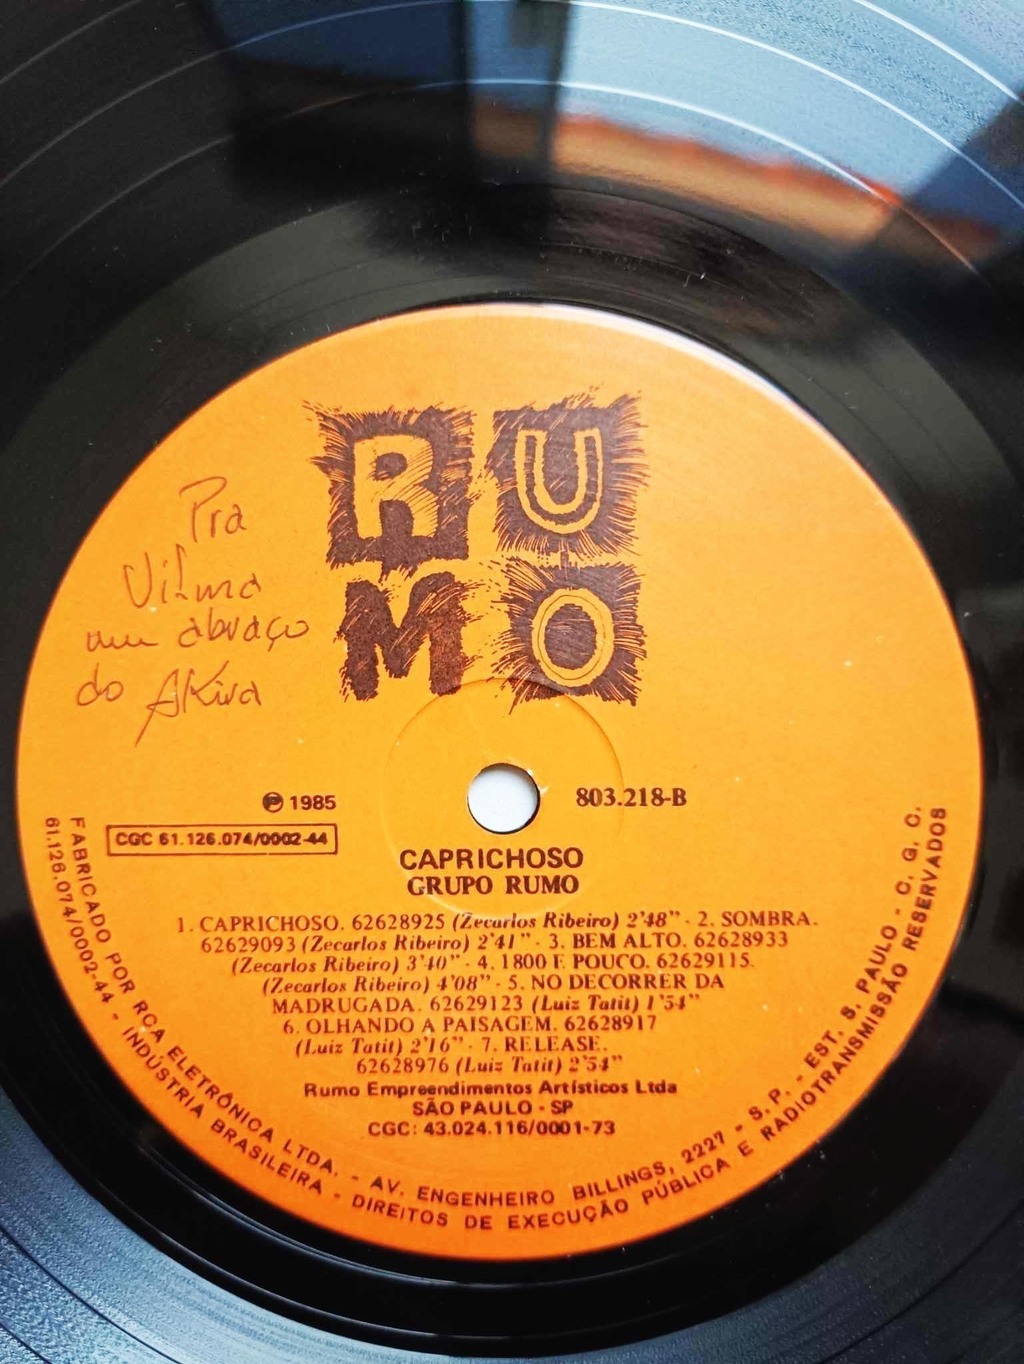 RUMO
Pra
Vilma
um abraço
do Akira
Ⓟ 1985
803.218-B
CGC 61.126.074/0002-44
CAPRICHOSO
GRUPO RUMO
1. CAPRICHOSO. 62628925 (Zecarlos Ribeiro) 2'48" - 2. SOMBRA.
62629093 (Zecarlos Ribeiro) 2'41" - 3. BEM ALTO. 62628933
(Zecarlos Ribeiro) 3'40" - 4. 1800 E POUCO. 62629115.
(Zecarlos Ribeiro) 4'08" - 5. NO DECORRER DA
MADRUGADA. 62629123 (Luiz Tatit) 1'54"
6. OLHANDO A PAISAGEM. 62628917
(Luiz Tatit) 2'16" - 7. RELEASE.
62628976 (Luiz Tatit) 2'54"
Rumo Empreendimentos Artísticos Ltda
SÃO PAULO - SP
CGC: 43.024.116/0001-73
FABRICADO POR RCA ELETRÔNICA LTDA. - AV. ENGENHEIRO BILLINGS, 2227 - S. P. - EST. S. PAULO - C. G. C.
61.126.074/0002-44 - INDÚSTRIA BRASILEIRA - DIREITOS DE EXECUÇÃO PÚBLICA E RADIOTRANSMISSÃO RESERVADOS